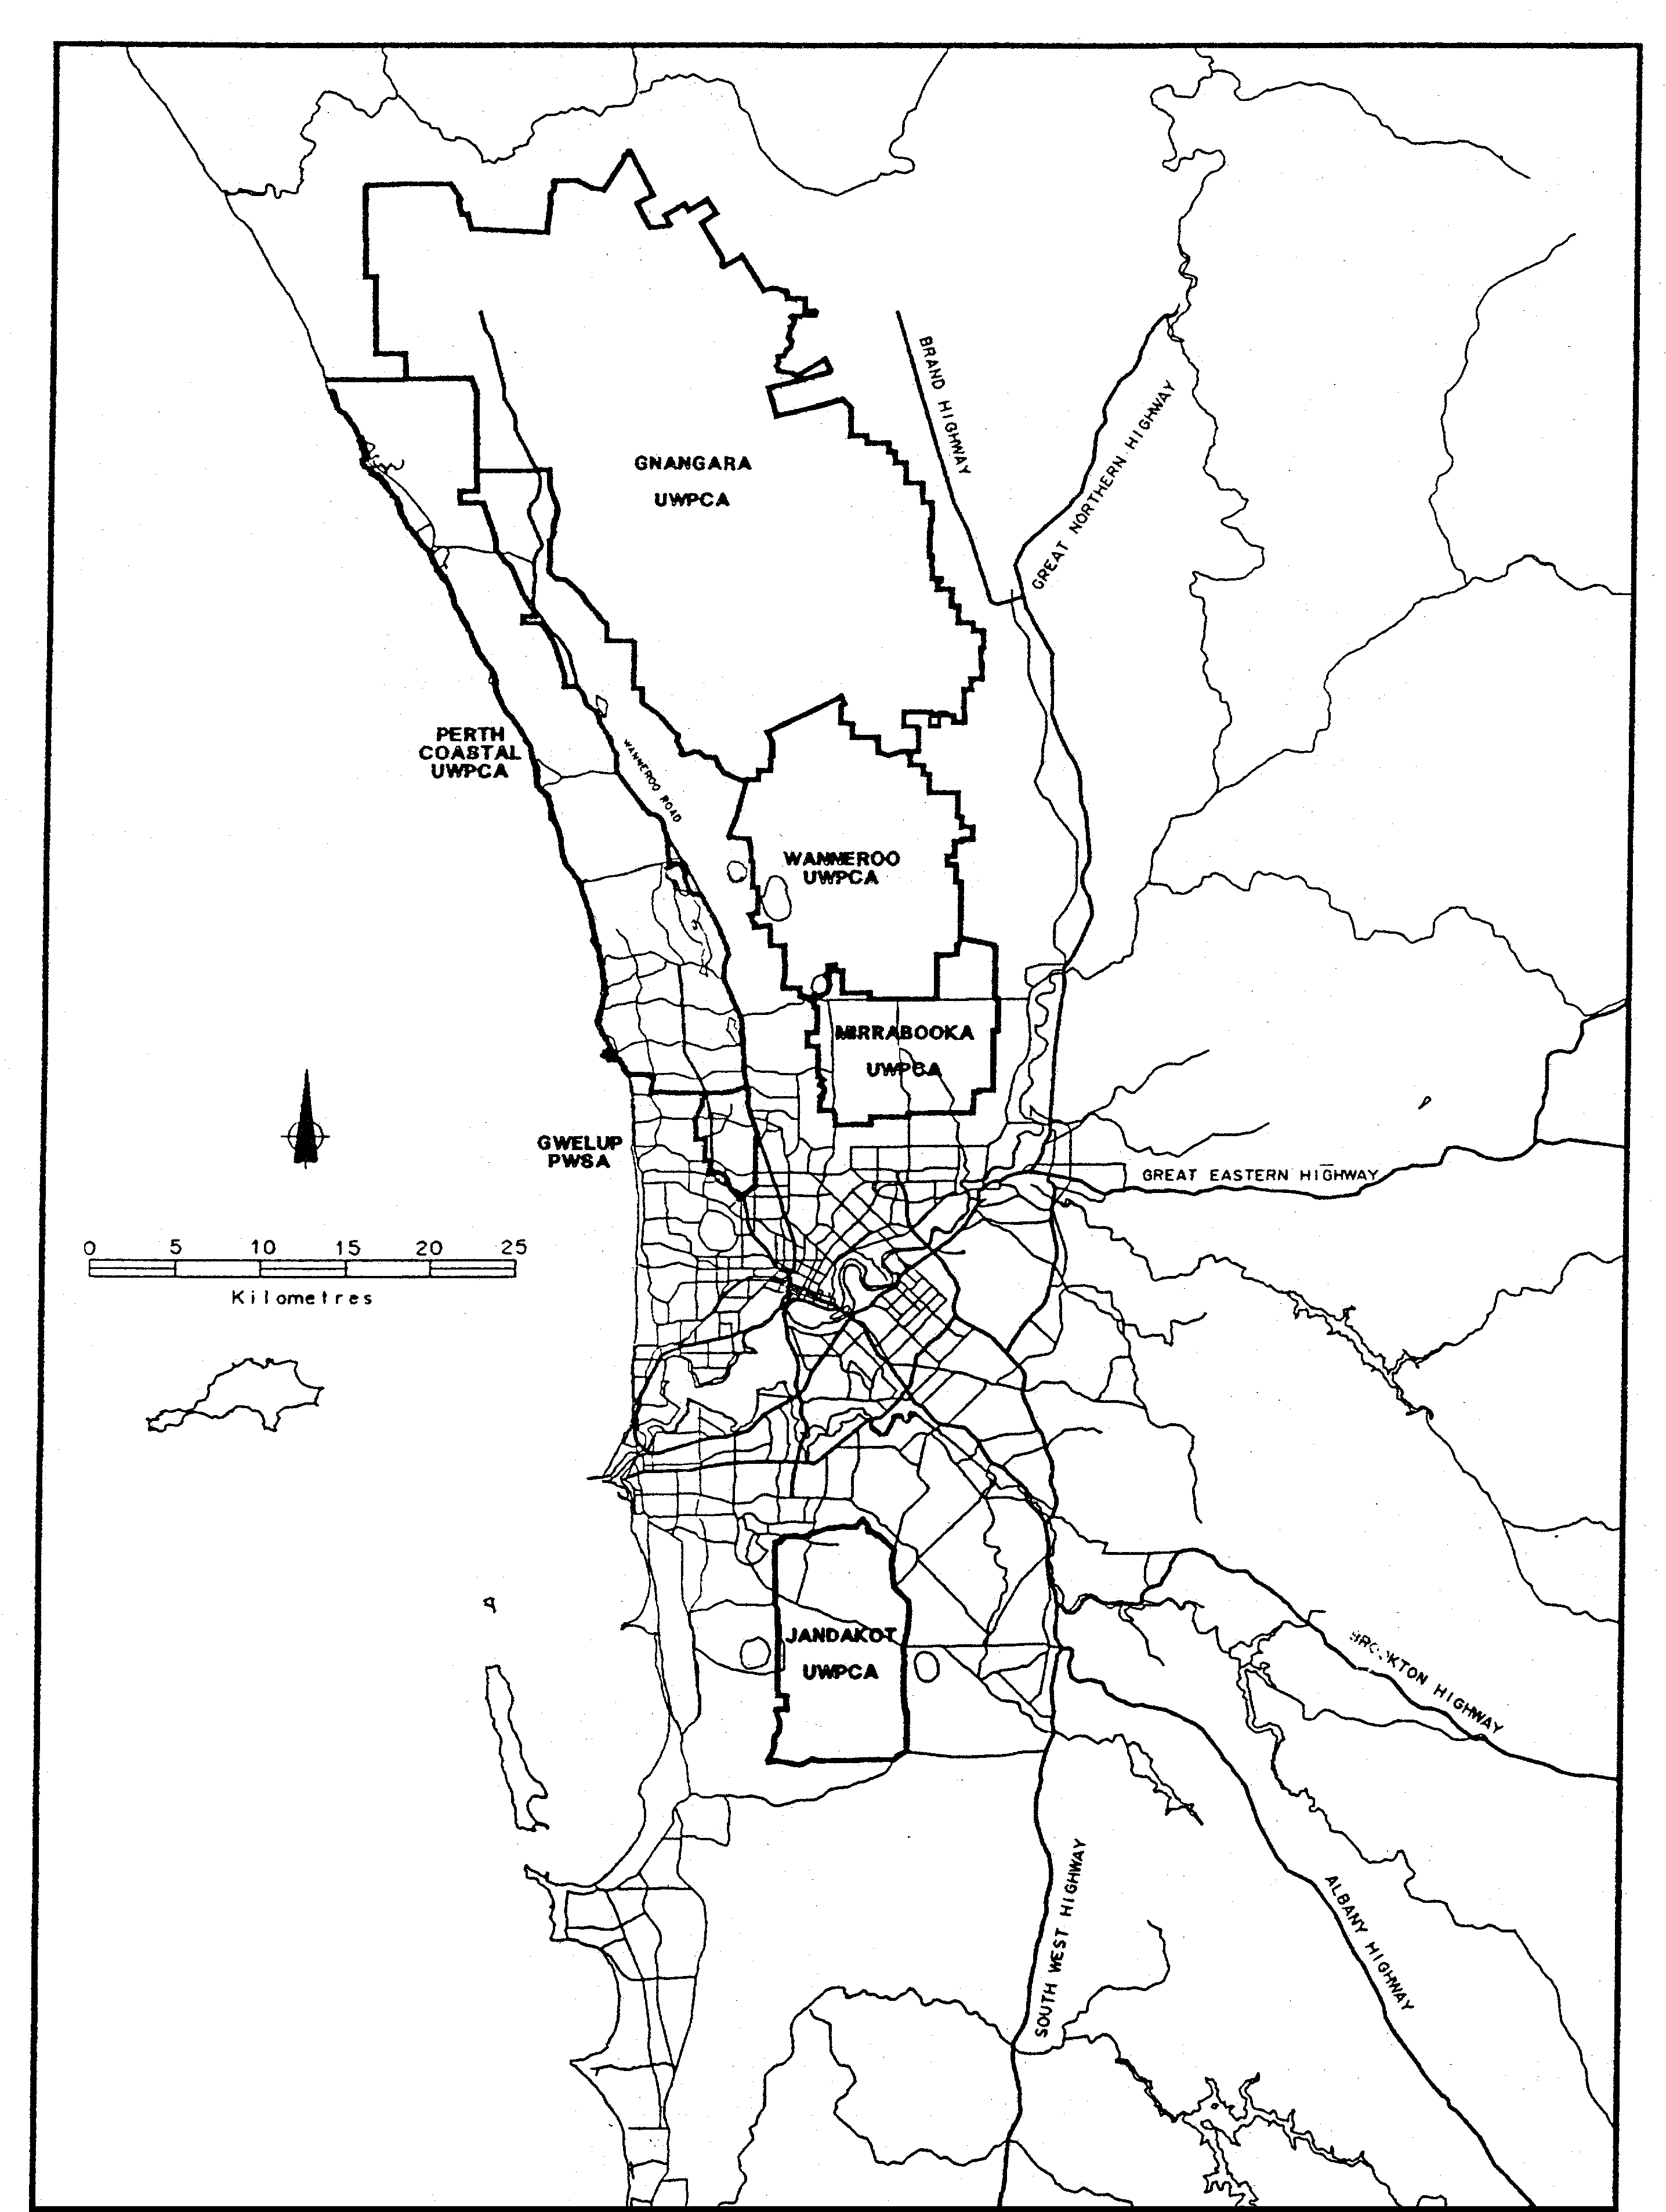 BRAND HIGHWAY
GREAT NORTHERN HIGHWAY
GNANGARA
UWPCA
PERTH
COASTAL
UWPCA
WANNEROO ROAD
WANNEROO
UWPCA
MIRRABOOKA
UWPCA
GWELUP
PWSA
GREAT EASTERN HIGHWAY
0 5 10 15 20 25
Kilometres
JANDAKOT
UWPCA
HIGHWAY
SOUTH WEST HIGHWAY
ALBANY HIGHWAY